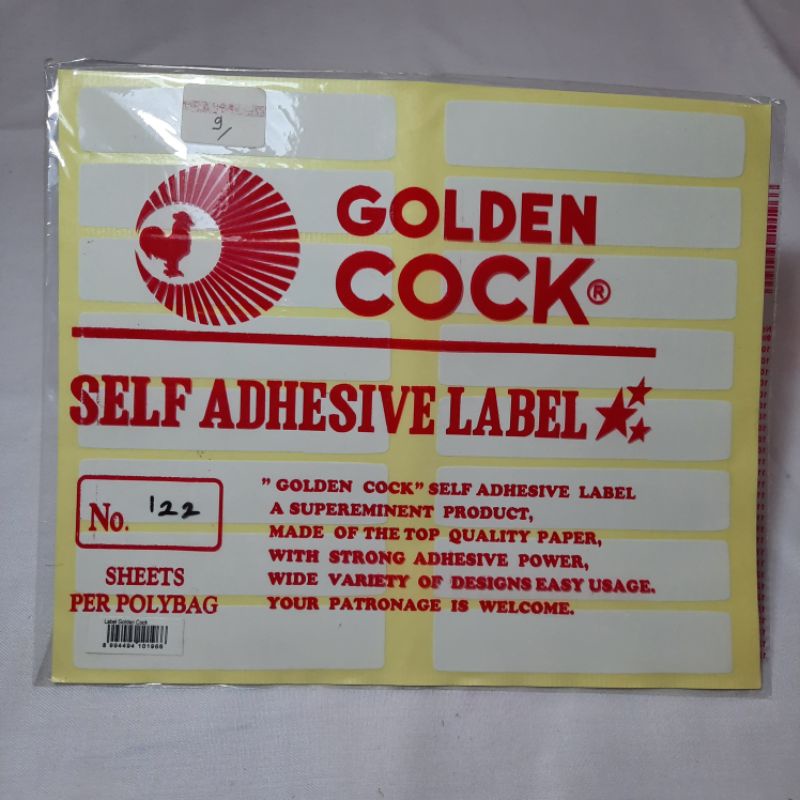 9/
GOLDEN
COCK®
SELF ADHESIVE LABEL
No. 122
SHEETS
PER POLYBAG
" GOLDEN COCK" SELF ADHESIVE LABEL
A SUPEREMINENT PRODUCT,
MADE OF THE TOP QUALITY PAPER,
WITH STRONG ADHESIVE POWER,
WIDE VARIETY OF DESIGNS EASY USAGE.
YOUR PATRONAGE IS WELCOME.
Label Golden Cock
8 994494 101966